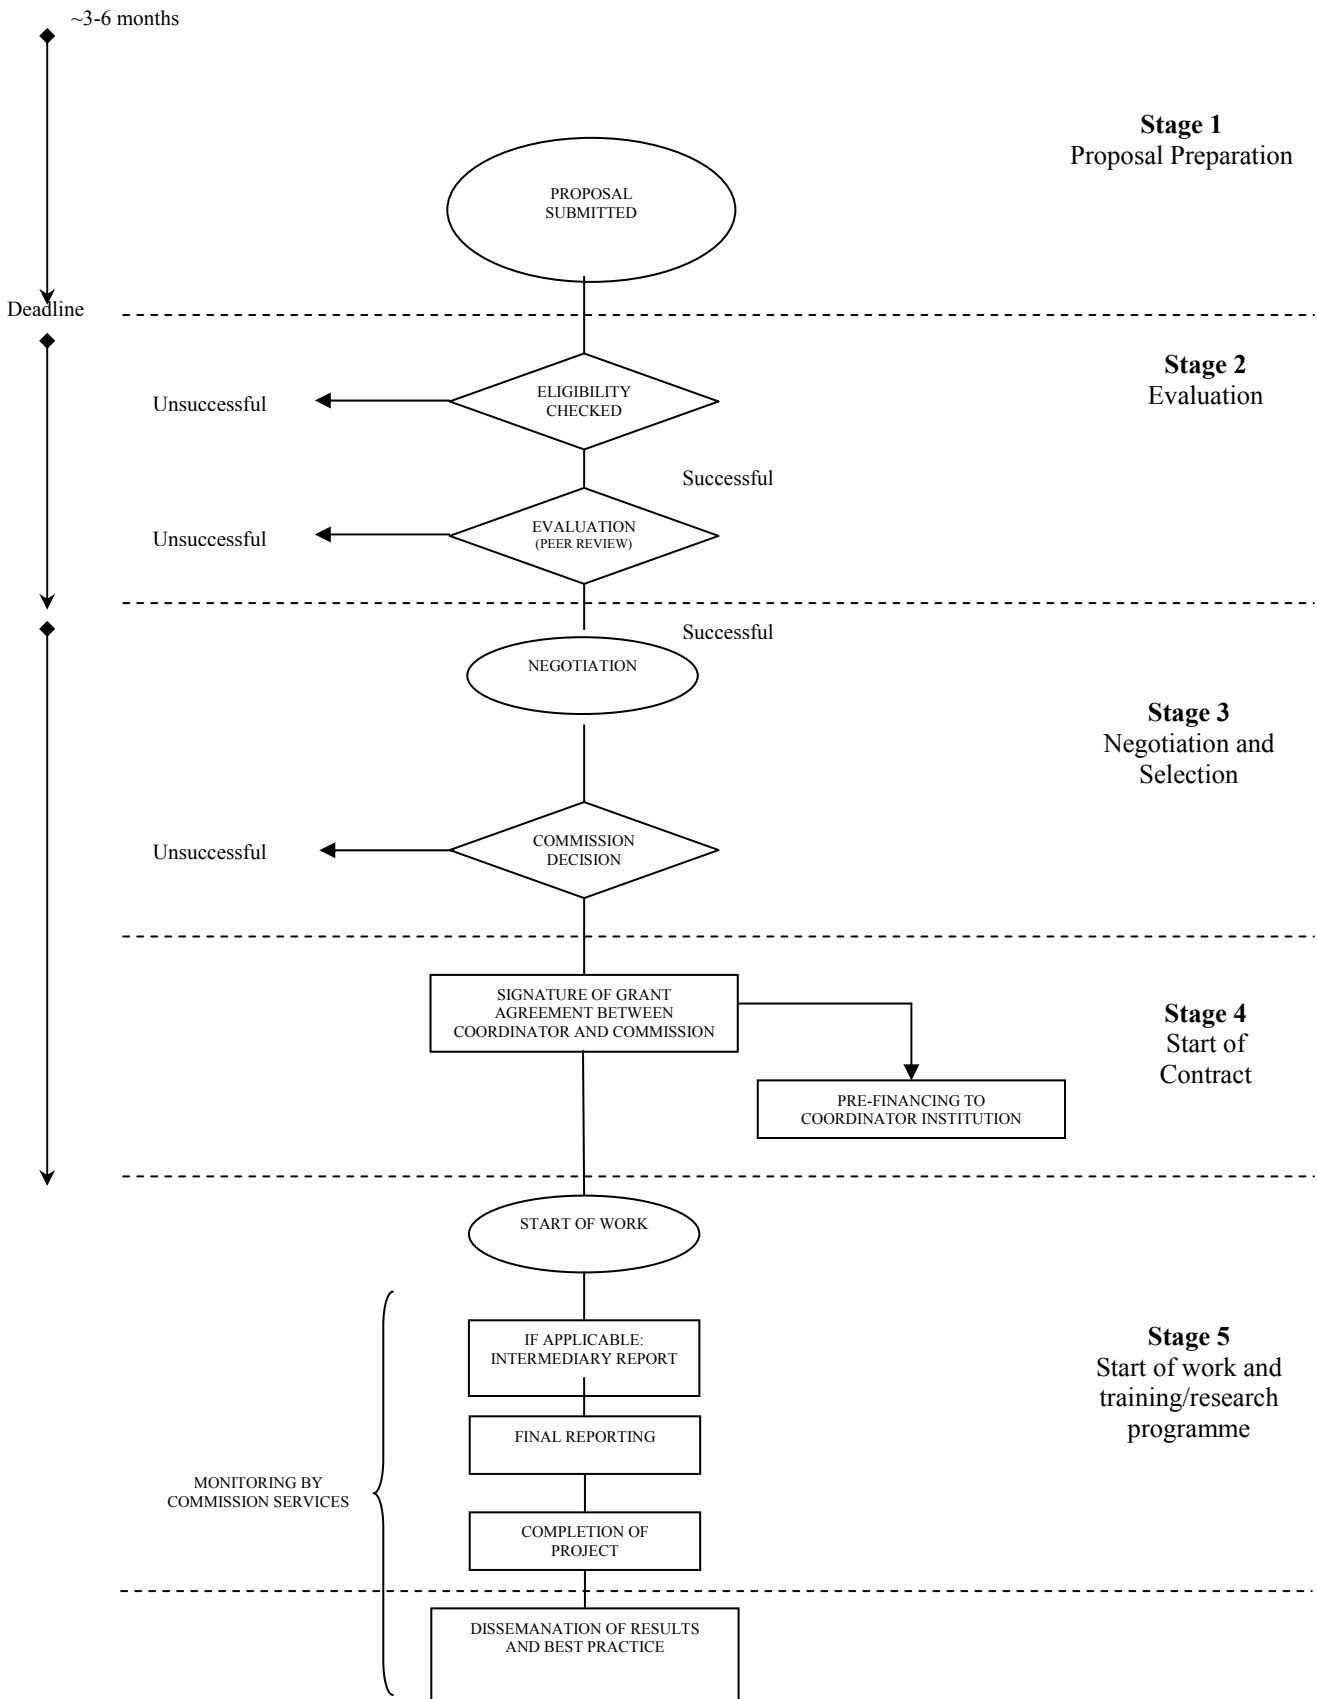 ~3-6 months
Stage 1
Proposal Preparation
PROPOSAL
SUBMITTED
Deadline
Stage 2
Evaluation
ELIGIBILITY
CHECKED
Unsuccessful
Successful
EVALUATION
(PEER REVIEW)
Unsuccessful
Successful
NEGOTIATION
Stage 3
Negotiation and
Selection
COMMISSION
DECISION
Unsuccessful
SIGNATURE OF GRANT
AGREEMENT BETWEEN
COORDINATOR AND COMMISSION
Stage 4
Start of
Contract
PRE-FINANCING TO
COORDINATOR INSTITUTION
START OF WORK
IF APPLICABLE:
INTERMEDIARY REPORT
Stage 5
Start of work and
training/research
programme
FINAL REPORTING
MONITORING BY
COMMISSION SERVICES
COMPLETION OF
PROJECT
DISSEMANATION OF RESULTS
AND BEST PRACTICE